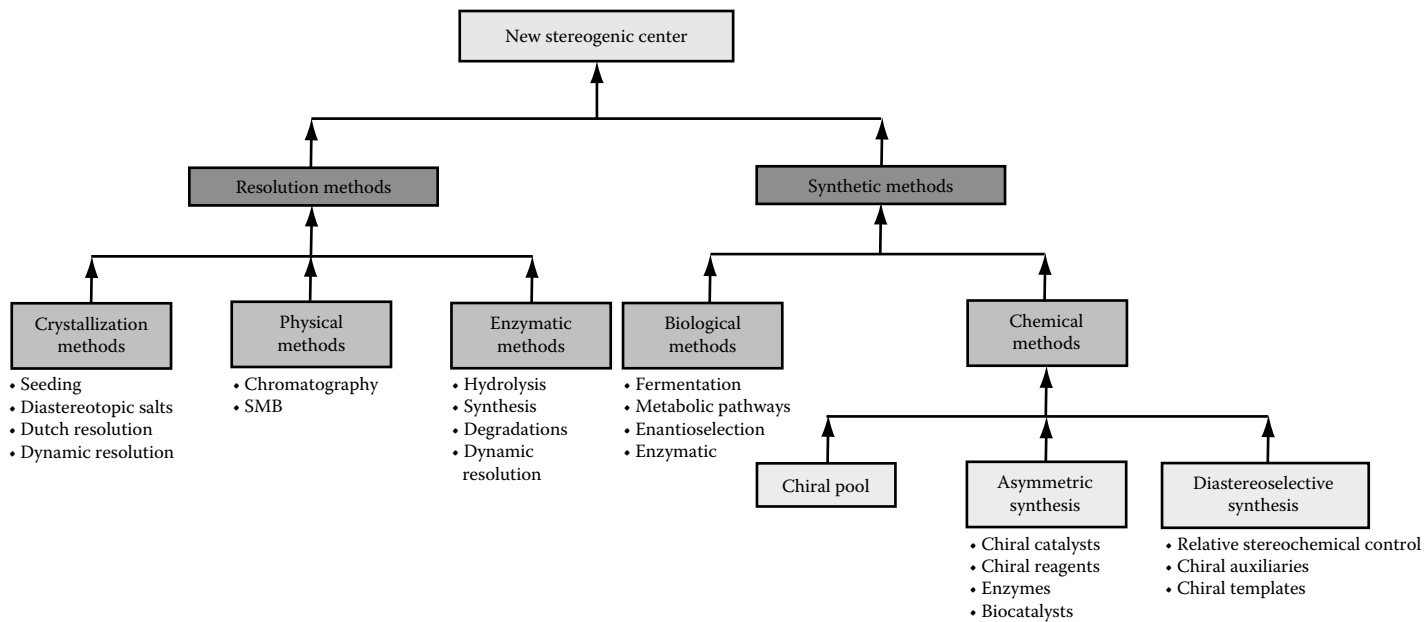 New stereogenic center
Resolution methods
Synthetic methods
Crystallization
methods
• Seeding
• Diastereotopic salts
• Dutch resolution
• Dynamic resolution
Physical
methods
• Chromatography
• SMB
Enzymatic
methods
• Hydrolysis
• Synthesis
• Degradations
• Dynamic
resolution
Biological
methods
• Fermentation
• Metabolic pathways
• Enantioselection
• Enzymatic
Chemical
methods
Chiral pool
Asymmetric
synthesis
• Chiral catalysts
• Chiral reagents
• Enzymes
• Biocatalysts
Diastereoselective
synthesis
• Relative stereochemical control
• Chiral auxiliaries
• Chiral templates